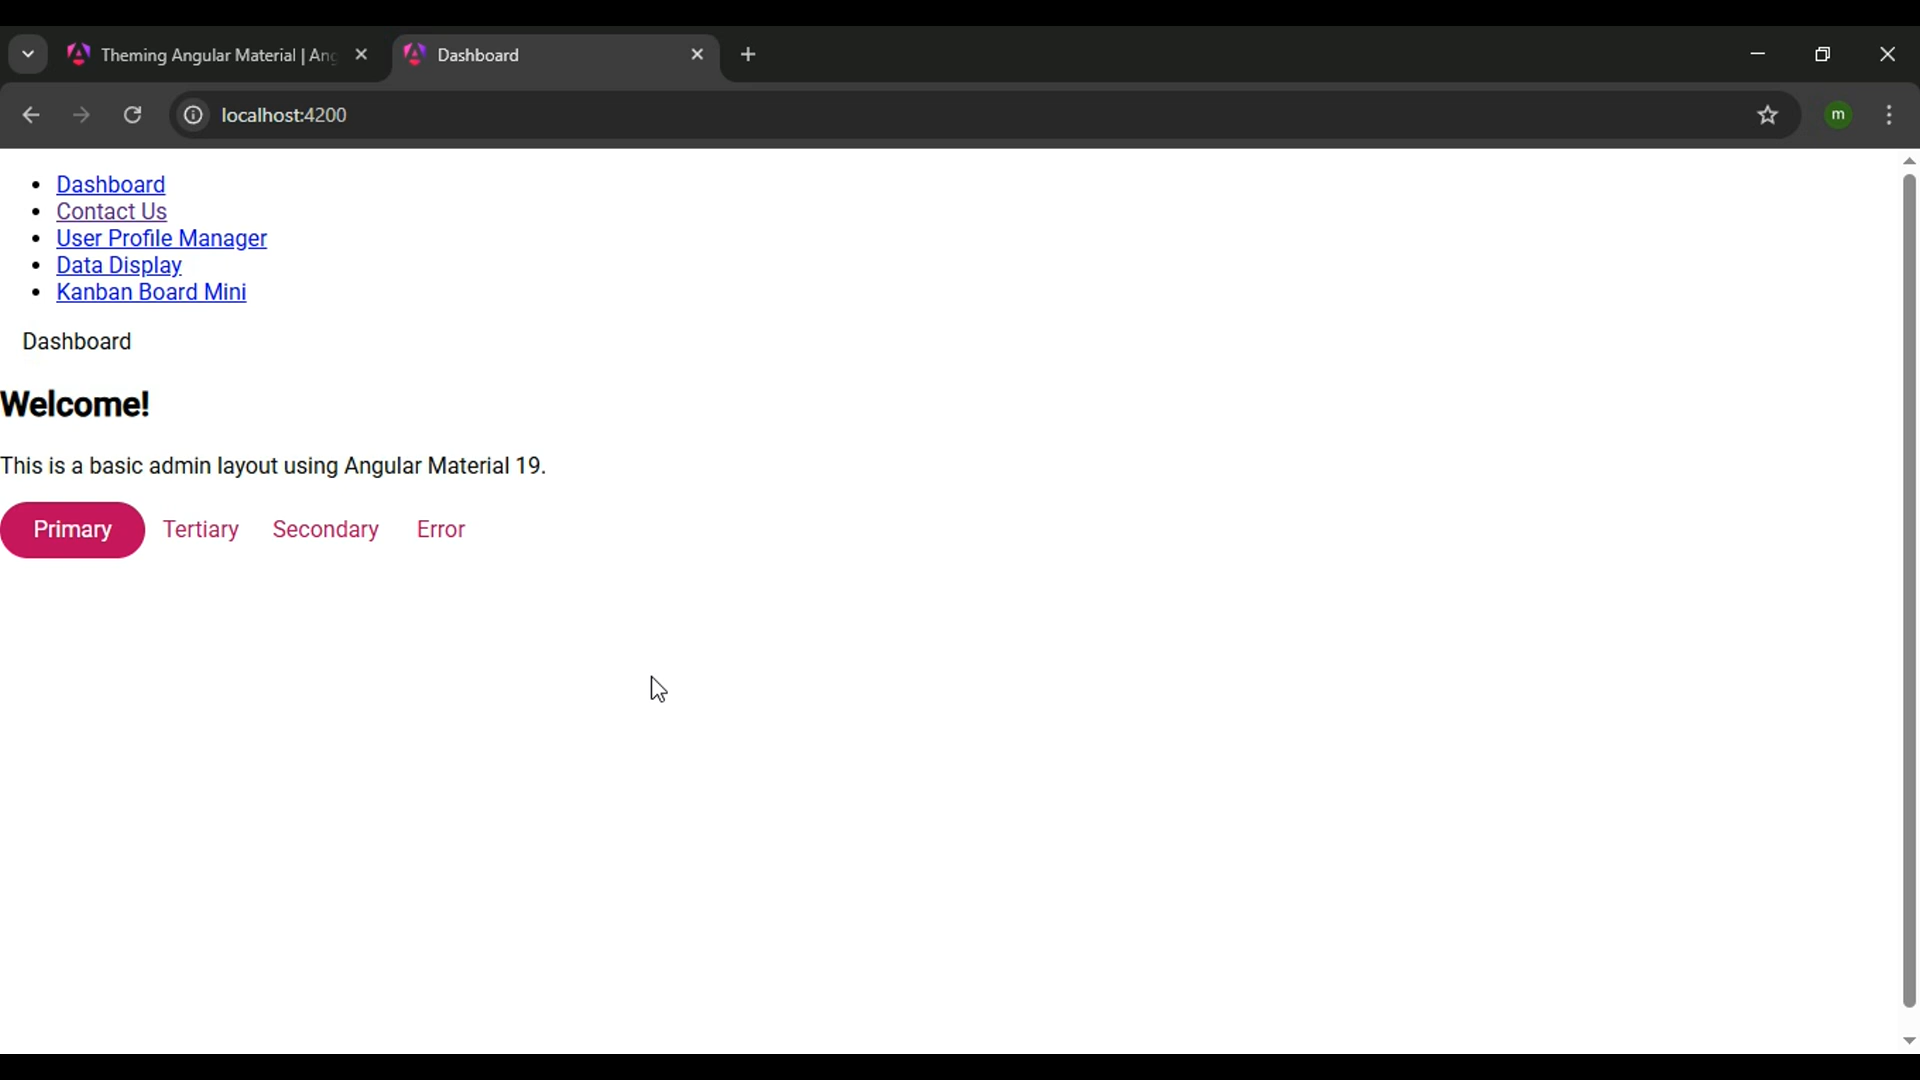 Theming Angular Material | Ang
Dashboard
localhost:4200
m
Dashboard
Contact Us
User Profile Manager
Data Display
Kanban Board Mini
Dashboard
Welcome!
This is a basic admin layout using Angular Material 19.
Primary Tertiary Secondary Error